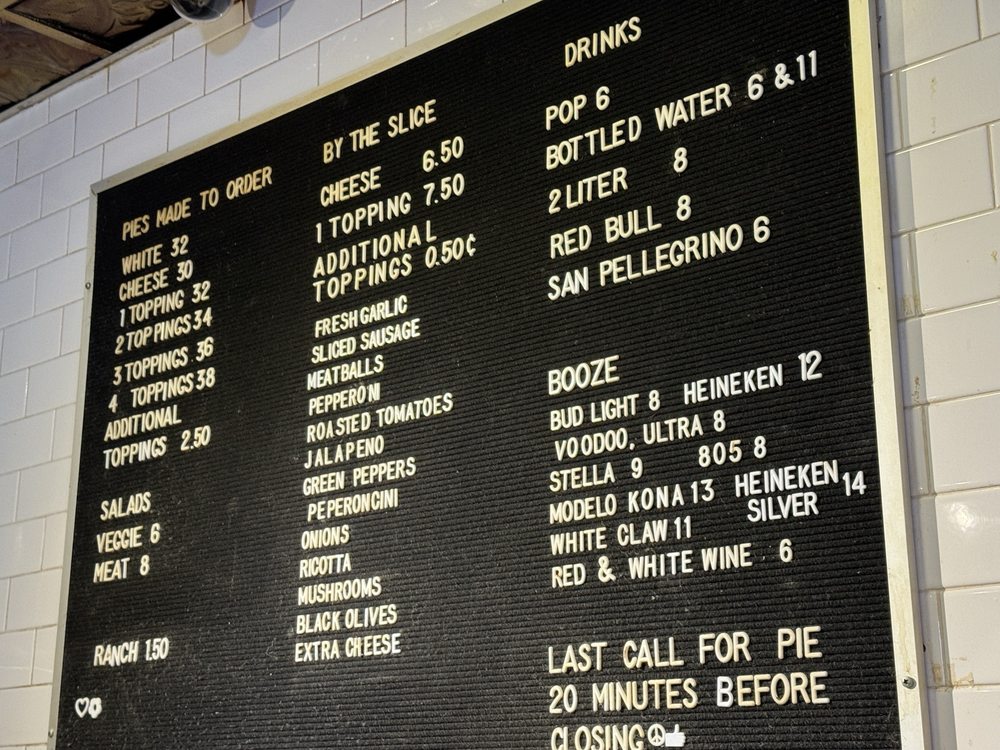 PIES MADE TO ORDER
WHITE 32
CHEESE 30
1 TOPPING 32
2 TOPPINGS 34
3 TOPPINGS 36
4 TOPPINGS 38
ADDITIONAL
TOPPINGS 2.50
SALADS
VEGGIE 6
MEAT 8
RANCH 1.50
BY THE SLICE
CHEESE 6.50
1 TOPPING 7.50
ADDITIONAL
TOPPINGS 0.50¢
FRESH GARLIC
SLICED SAUSAGE
MEATBALLS
PEPPERONI
ROASTED TOMATOES
JALAPENO
GREEN PEPPERS
PEPERONCINI
ONIONS
RICOTTA
MUSHROOMS
BLACK OLIVES
EXTRA CHEESE
DRINKS
POP 6
BOTTLED WATER 6 & 11
2 LITER 8
RED BULL 8
SAN PELLEGRINO 6
BOOZE
BUD LIGHT 8 HEINEKEN 12
VOODOO, ULTRA 8
STELLA 9 805 8
MODELO KONA 13 HEINEKEN 14
SILVER
WHITE CLAW 11
RED & WHITE WINE 6
LAST CALL FOR PIE
20 MINUTES BEFORE
CLOSING